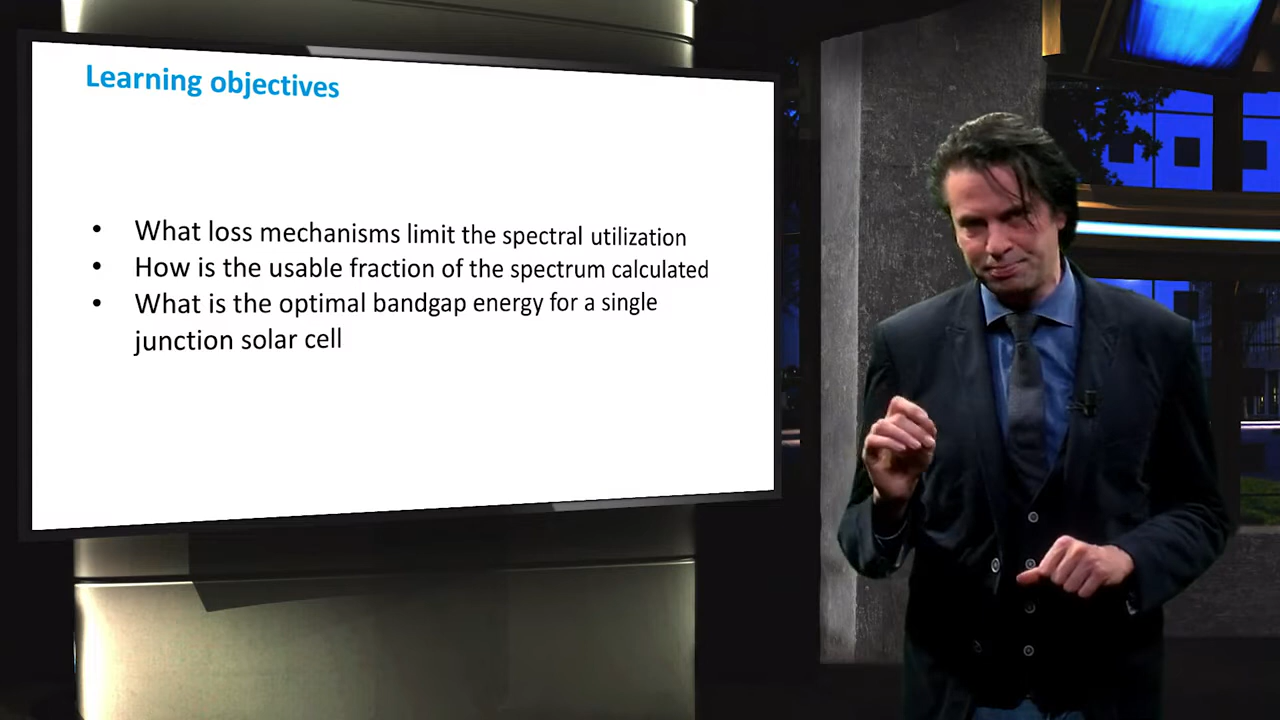 Learning objectives
• What loss mechanisms limit the spectral utilization
• How is the usable fraction of the spectrum calculated
• What is the optimal bandgap energy for a single
junction solar cell